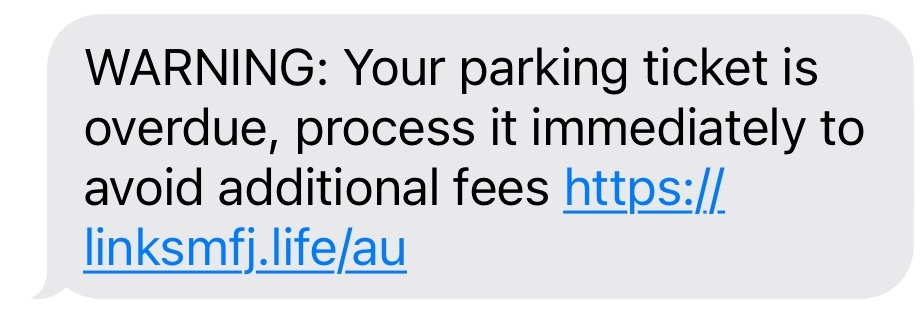 WARNING: Your parking ticket is
overdue, process it immediately to
avoid additional fees https://
linksmfj.life/au